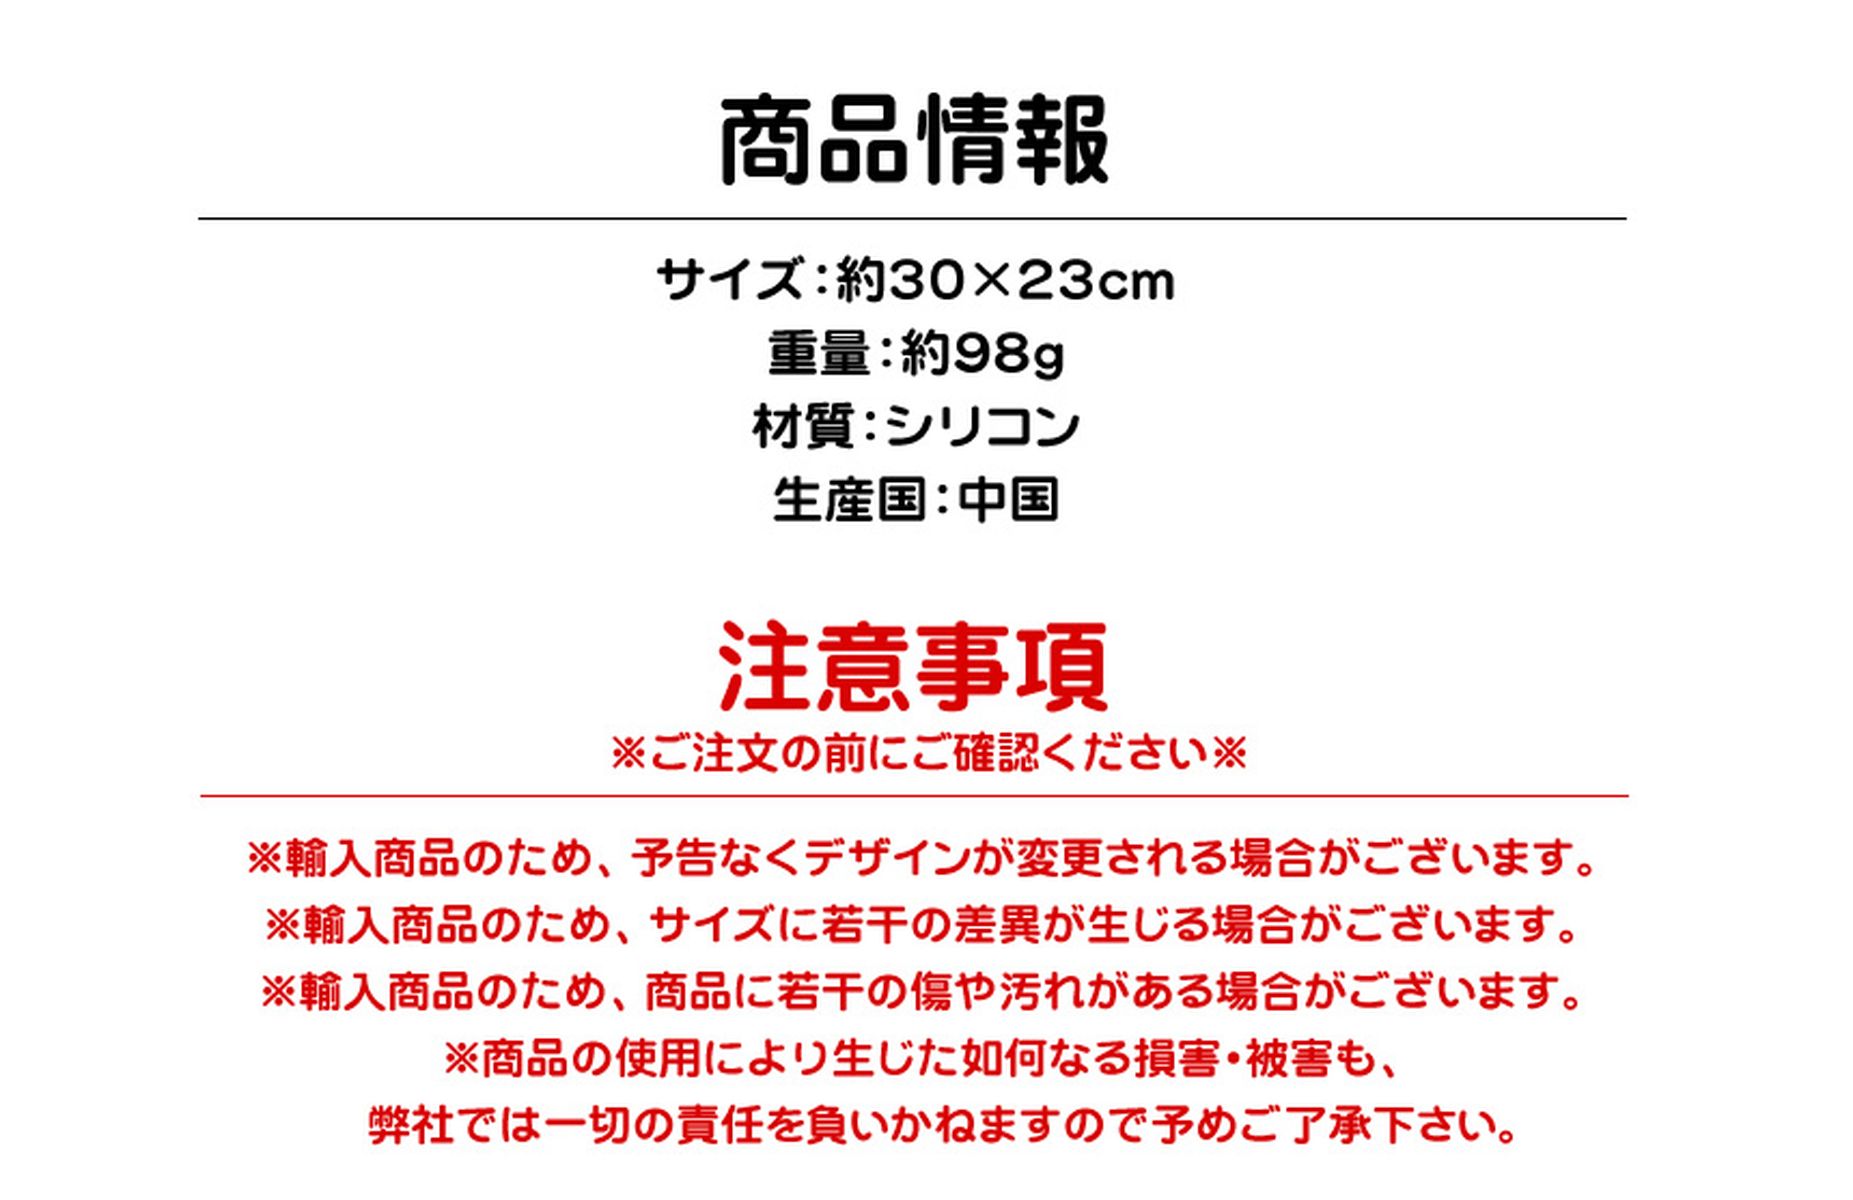 商品情報
サイズ：約30×23cm
重量：約98g
材質：シリコン
生産国：中国
注意事項
※ご注文の前にご確認ください※
※輸入商品のため、予告なくデザインが変更される場合がございます。
※輸入商品のため、サイズに若干の差異が生じる場合がございます。
※輸入商品のため、商品に若干の傷や汚れがある場合がございます。
※商品の使用により生じた如何なる損害・被害も、
弊社では一切の責任を負いかねますので予めご了承下さい。